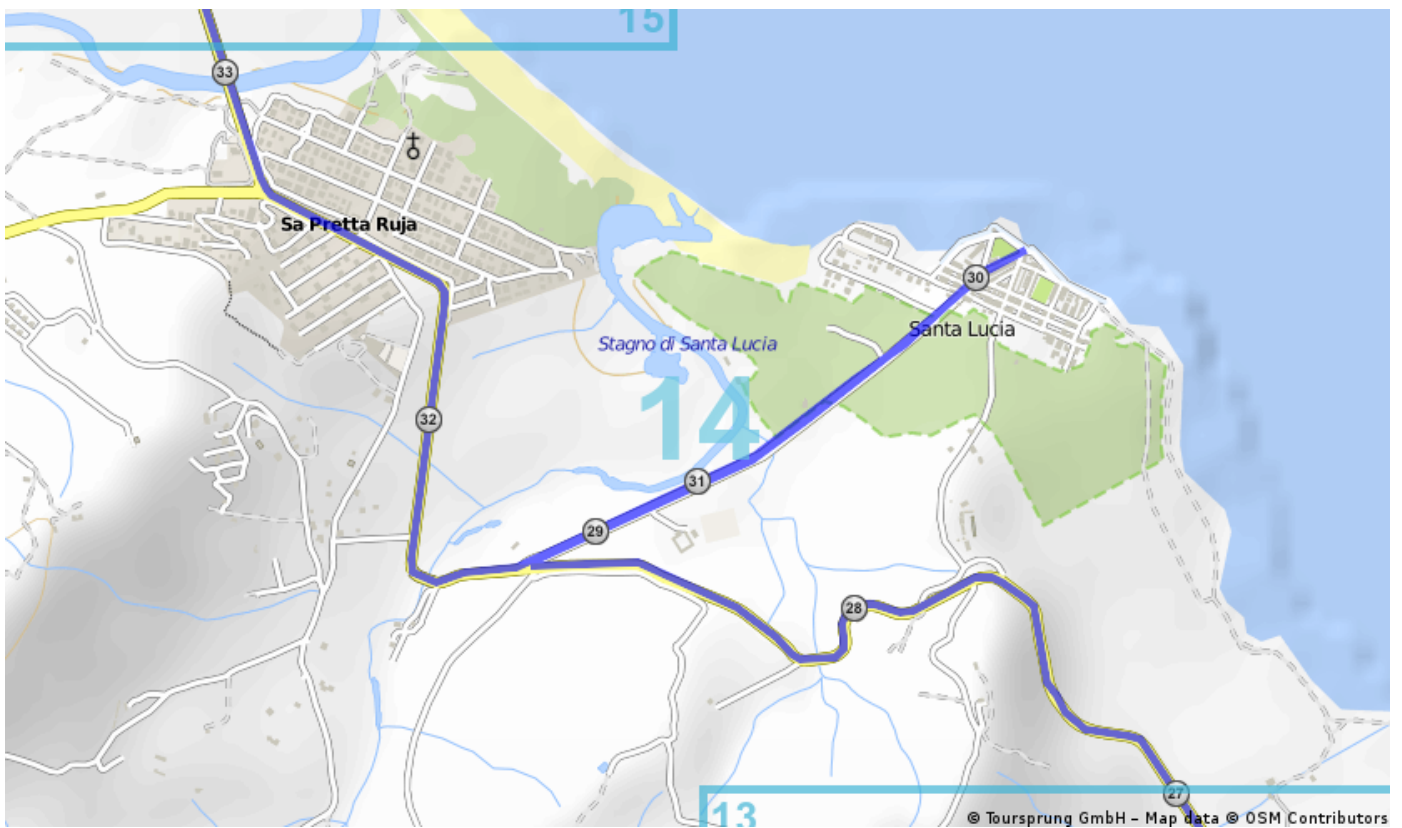 15
33
Sa Pretta Ruja
30
Santa Lucia
Stagno di Santa Lucia
14
32
31
29
28
27
13
© Toursprung GmbH – Map data © OSM Contributors